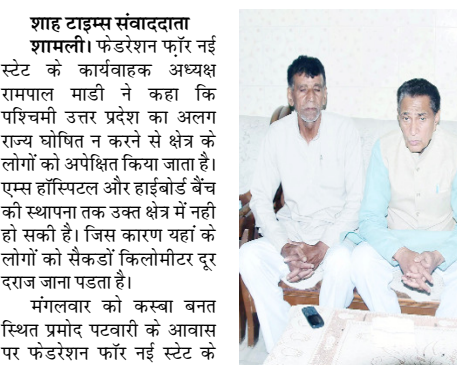 शाह टाइम्स संवाददाता
शामली। फेडरेशन फ़ॉर नई
स्टेट के कार्यवाहक अध्यक्ष
रामपाल माडी ने कहा कि
पश्चिमी उत्तर प्रदेश का अलग
राज्य घोषित न करने से क्षेत्र के
लोगों को अपेक्षित किया जाता है।
एम्स हॉस्पिटल और हाईबोर्ड बैंच
की स्थापना तक उक्त क्षेत्र में नही
हो सकी है। जिस कारण यहां के
लोगों को सैकडों किलोमीटर दूर
दराज जाना पडता है।
मंगलवार को कस्बा बनत
स्थित प्रमोद पटवारी के आवास
पर फेडरेशन फॉर नई स्टेट के